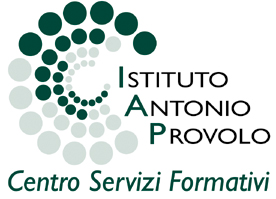 Istituto
Antonio
Provolo
Centro Servizi Formativi